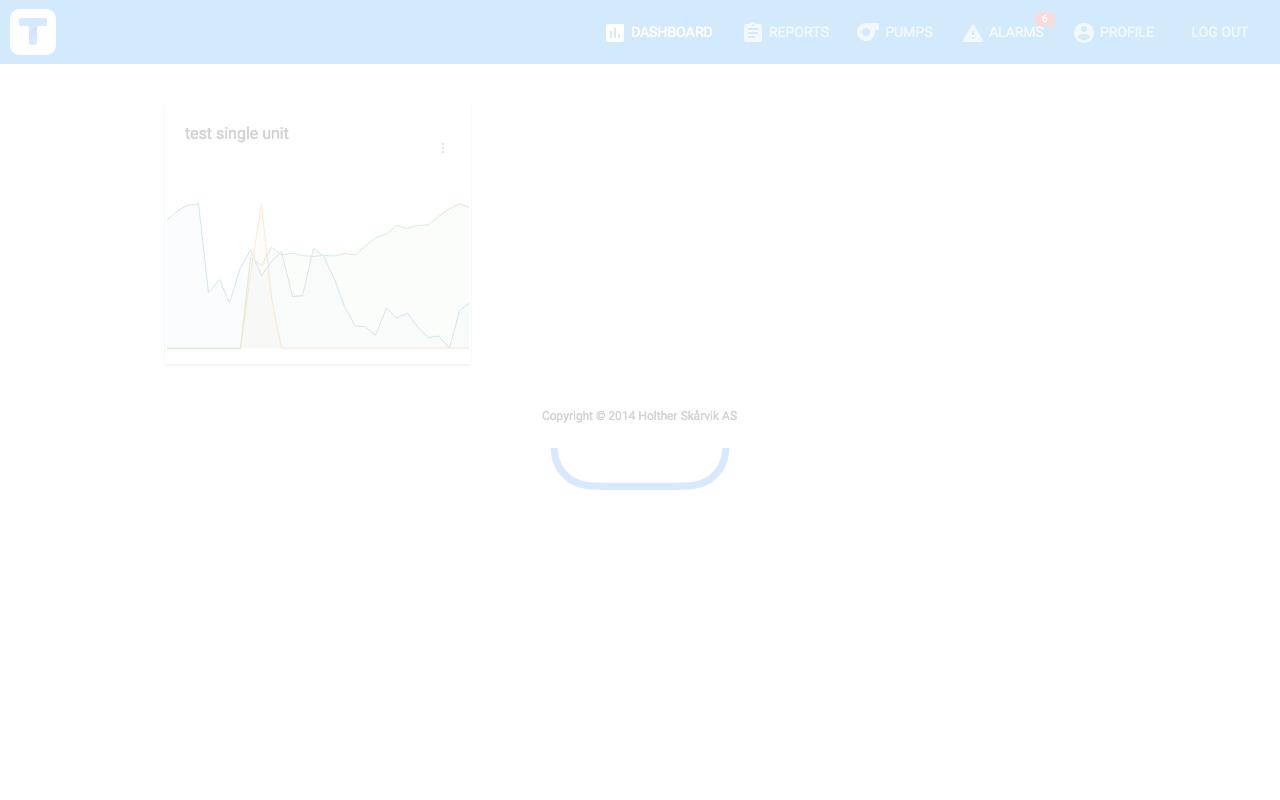 T
DASHBOARD
REPORTS
PUMPS
ALARMS
6
PROFILE
LOG OUT
test single unit
Copyright © 2014 Holther Skårvik AS